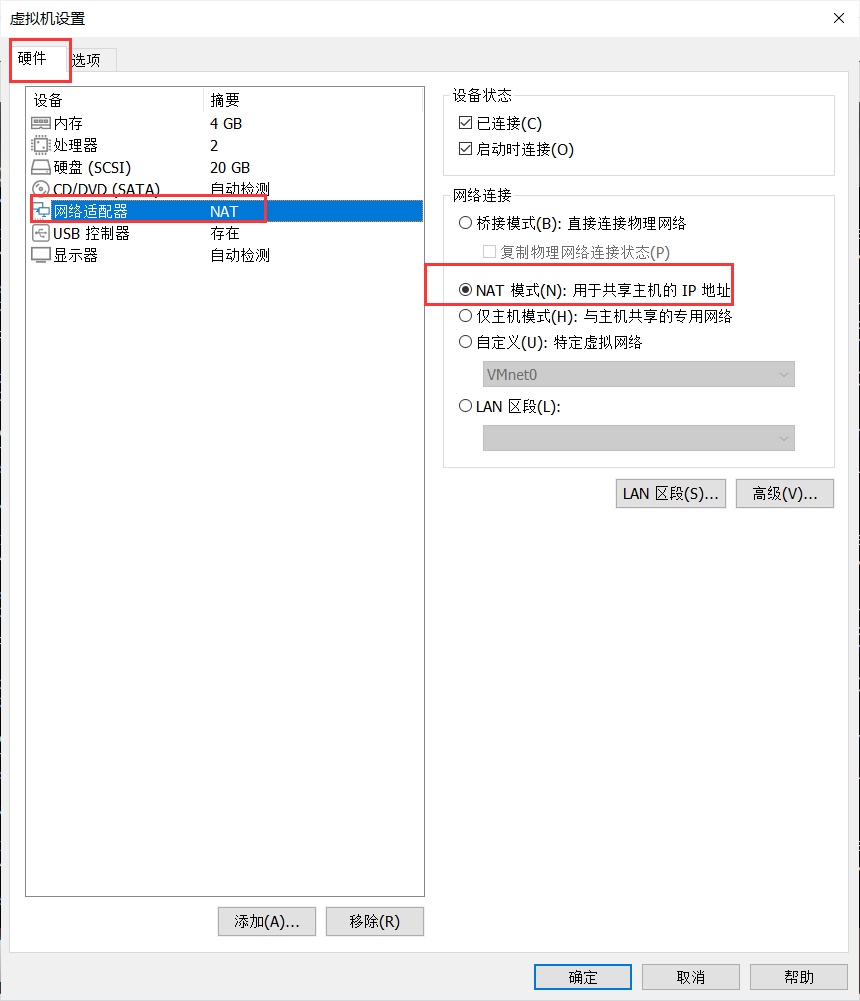 虚拟机设置
硬件
选项
设备 摘要
内存 4 GB
处理器 2
硬盘 (SCSI) 20 GB
CD/DVD (SATA) 自动检测
网络适配器 NAT
USB 控制器 存在
显示器 自动检测
添加(A)...
移除(R)
设备状态
已连接(C)
启动时连接(O)
网络连接
桥接模式(B): 直接连接物理网络
复制物理网络连接状态(P)
NAT 模式(N): 用于共享主机的 IP 地址
仅主机模式(H): 与主机共享的专用网络
自定义(U): 特定虚拟网络
VMnet0
LAN 区段(L):
LAN 区段(S)...
高级(V)...
确定
取消
帮助